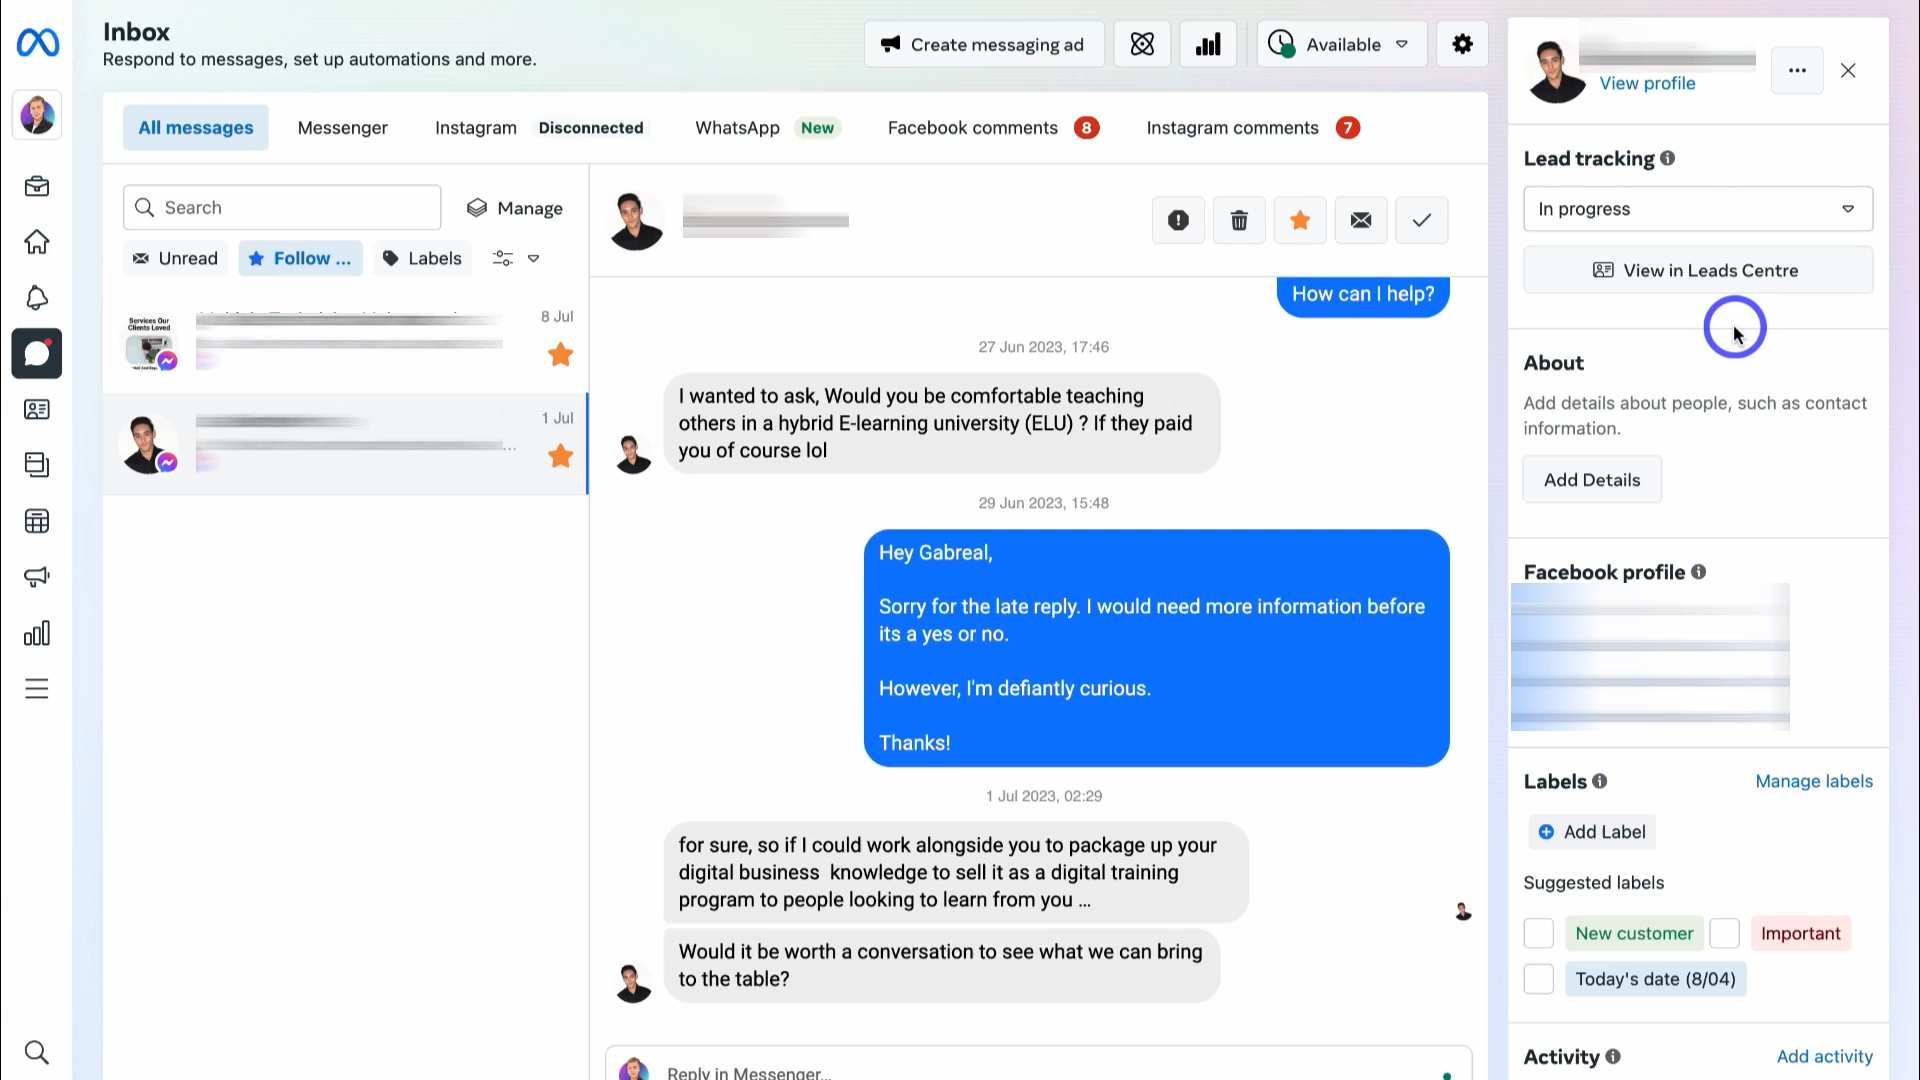 Inbox
Respond to messages, set up automations and more.
Create messaging ad
Available
View profile
All messages
Messenger
Instagram Disconnected
WhatsApp New
Facebook comments 8
Instagram comments 7
Search
Manage
Unread
Follow ...
Labels
Services Our
Clients Loved
8 Jul
1 Jul
...
How can I help?
27 Jun 2023, 17:46
I wanted to ask, Would you be comfortable teaching
others in a hybrid E-learning university (ELU) ? If they paid
you of course lol
29 Jun 2023, 15:48
Hey Gabreal,
Sorry for the late reply. I would need more information before
its a yes or no.
However, I'm defiantly curious.
Thanks!
1 Jul 2023, 02:29
for sure, so if I could work alongside you to package up your
digital business knowledge to sell it as a digital training
program to people looking to learn from you ...
Would it be worth a conversation to see what we can bring
to the table?
Reply in Messenger...
Lead tracking
In progress
View in Leads Centre
About
Add details about people, such as contact
information.
Add Details
Facebook profile
Labels
Manage labels
Add Label
Suggested labels
New customer
Important
Today's date (8/04)
Activity
Add activity